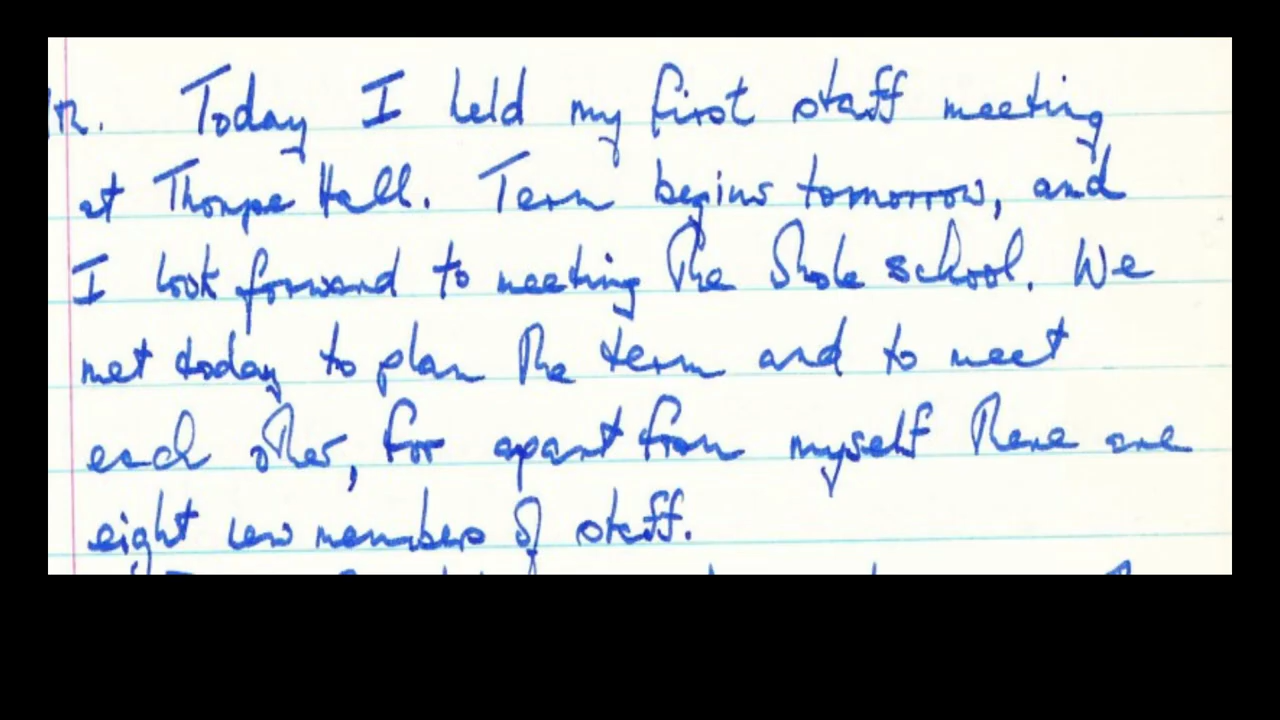 Today I held my first staff meeting
at Thorpe Hall. Term begins tomorrow, and
I look forward to meeting the whole school. We
met today to plan the term and to meet
each other, for apart from myself there are
eight new members of staff.